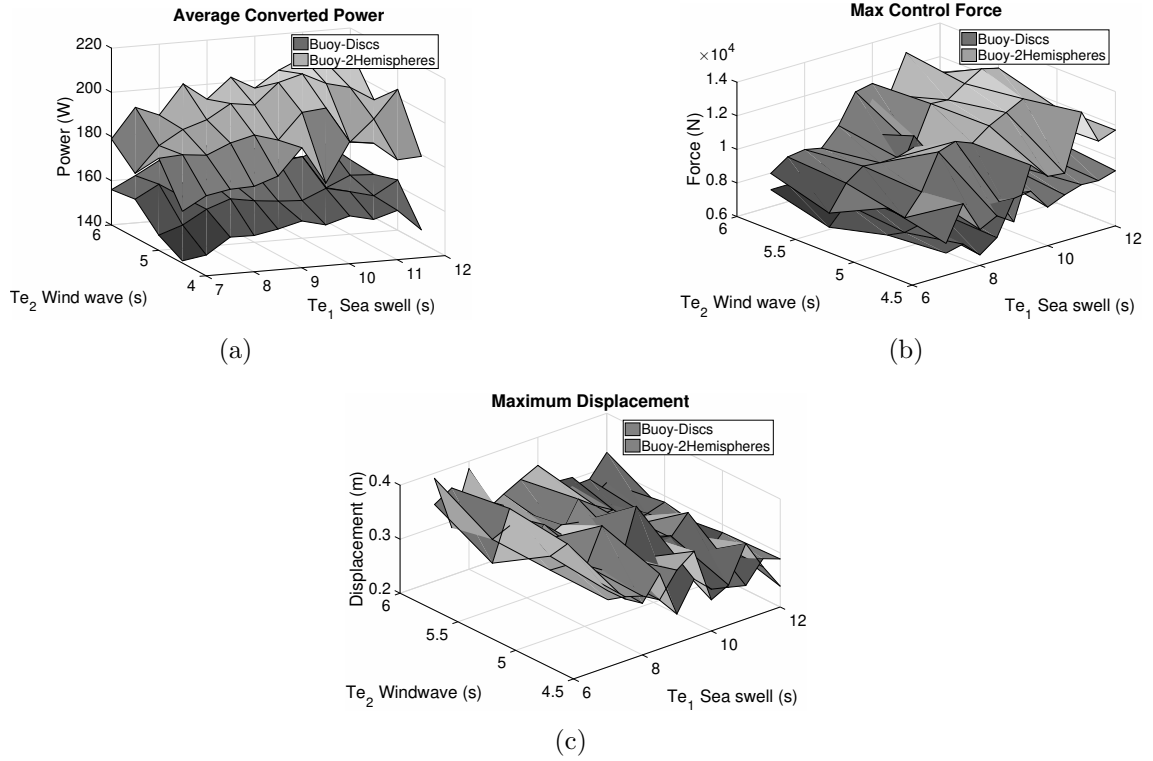 Average Converted Power
Buoy-Discs
Buoy-2Hemispheres
220
200
180
160
140
Power (W)
6
5
4
Te2 Wind wave (s)
7
8
9
10
11
12
Te1 Sea swell (s)
(a)
Max Control Force
×10^4
Buoy-Discs
Buoy-2Hemispheres
1.4
1.2
1
0.8
0.6
Force (N)
6
5.5
5
4.5
Te2 Wind wave (s)
6
8
10
12
Te1 Sea swell (s)
(b)
Maximum Displacement
Buoy-Discs
Buoy-2Hemispheres
0.4
0.3
0.2
Displacement (m)
6
5.5
5
4.5
Te2 Windwave (s)
6
8
10
12
Te1 Sea swell (s)
(c)